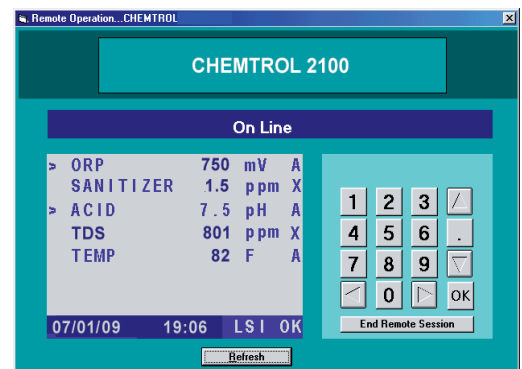 Remote Operation...CHEMTROL
CHEMTROL 2100
On Line
> ORP 750 mV A
SANITIZER 1.5 ppm X
> ACID 7.5 pH A
TDS 801 ppm X
TEMP 82 F A
07/01/09 19:06 LSI OK
1 2 3
4 5 6 .
7 8 9
0 OK
End Remote Session
Refresh